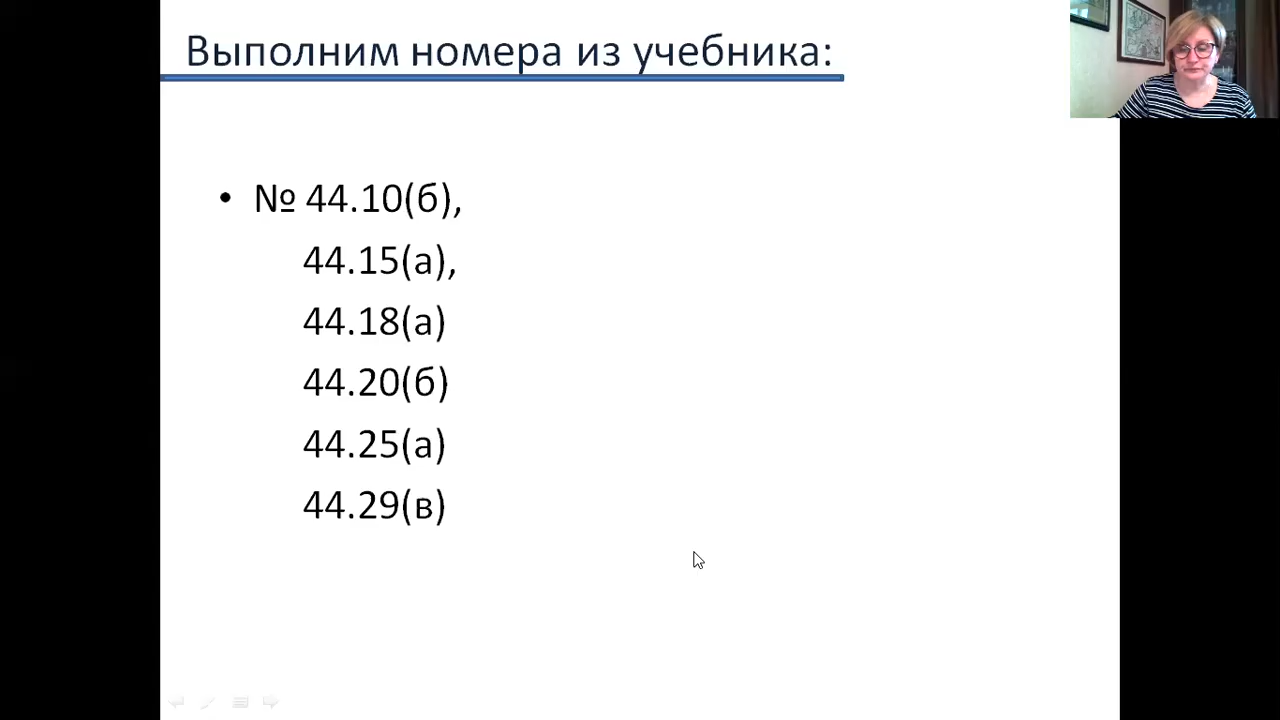 Выполним номера из учебника:
• № 44.10(б),
44.15(а),
44.18(а)
44.20(б)
44.25(а)
44.29(в)